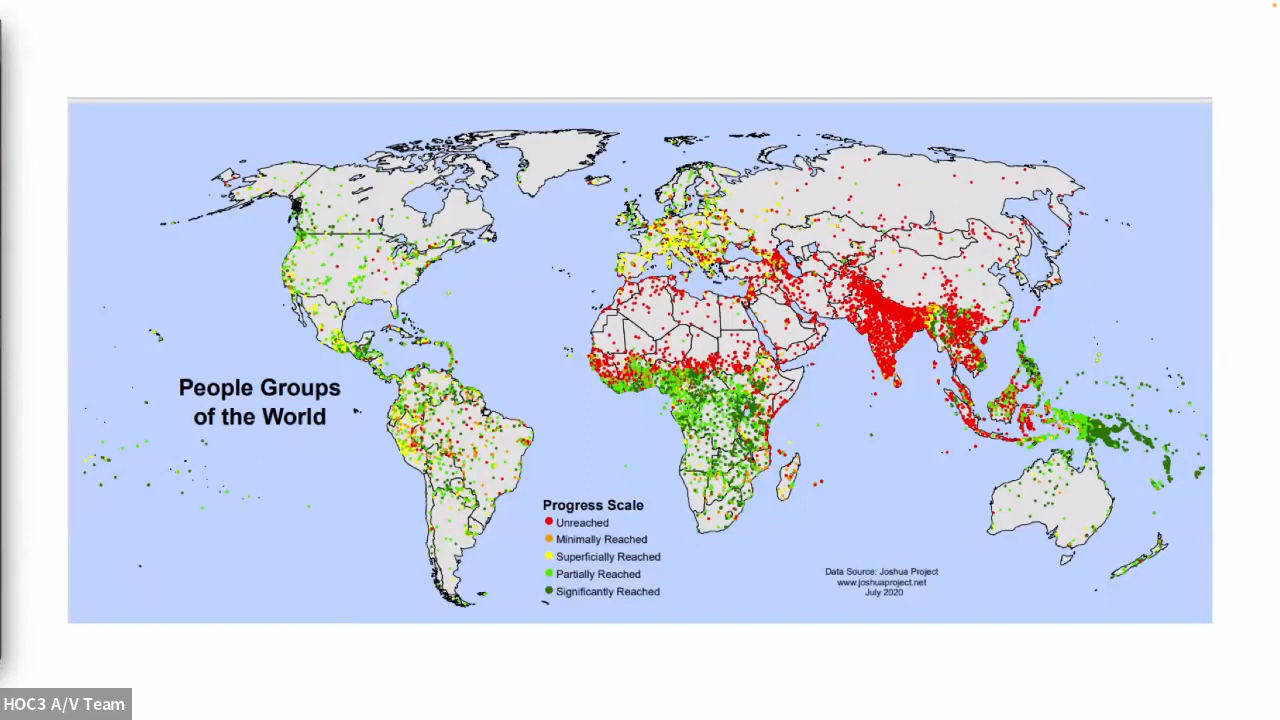 People Groups
of the World
Progress Scale
Unreached
Minimally Reached
Superficially Reached
Partially Reached
Significantly Reached
Data Source: Joshua Project
www.joshuaproject.net
July 2020
HOC3 A/V Team